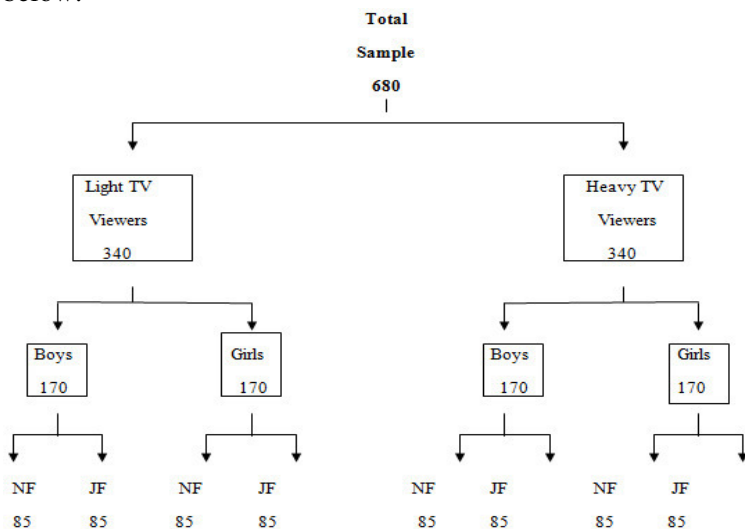 below.
Total
Sample
680
Light TV
Viewers
340
Heavy TV
Viewers
340
Boys
170
Girls
170
Boys
170
Girls
170
NF JF NF JF NF JF NF JF
85 85 85 85 85 85 85 85